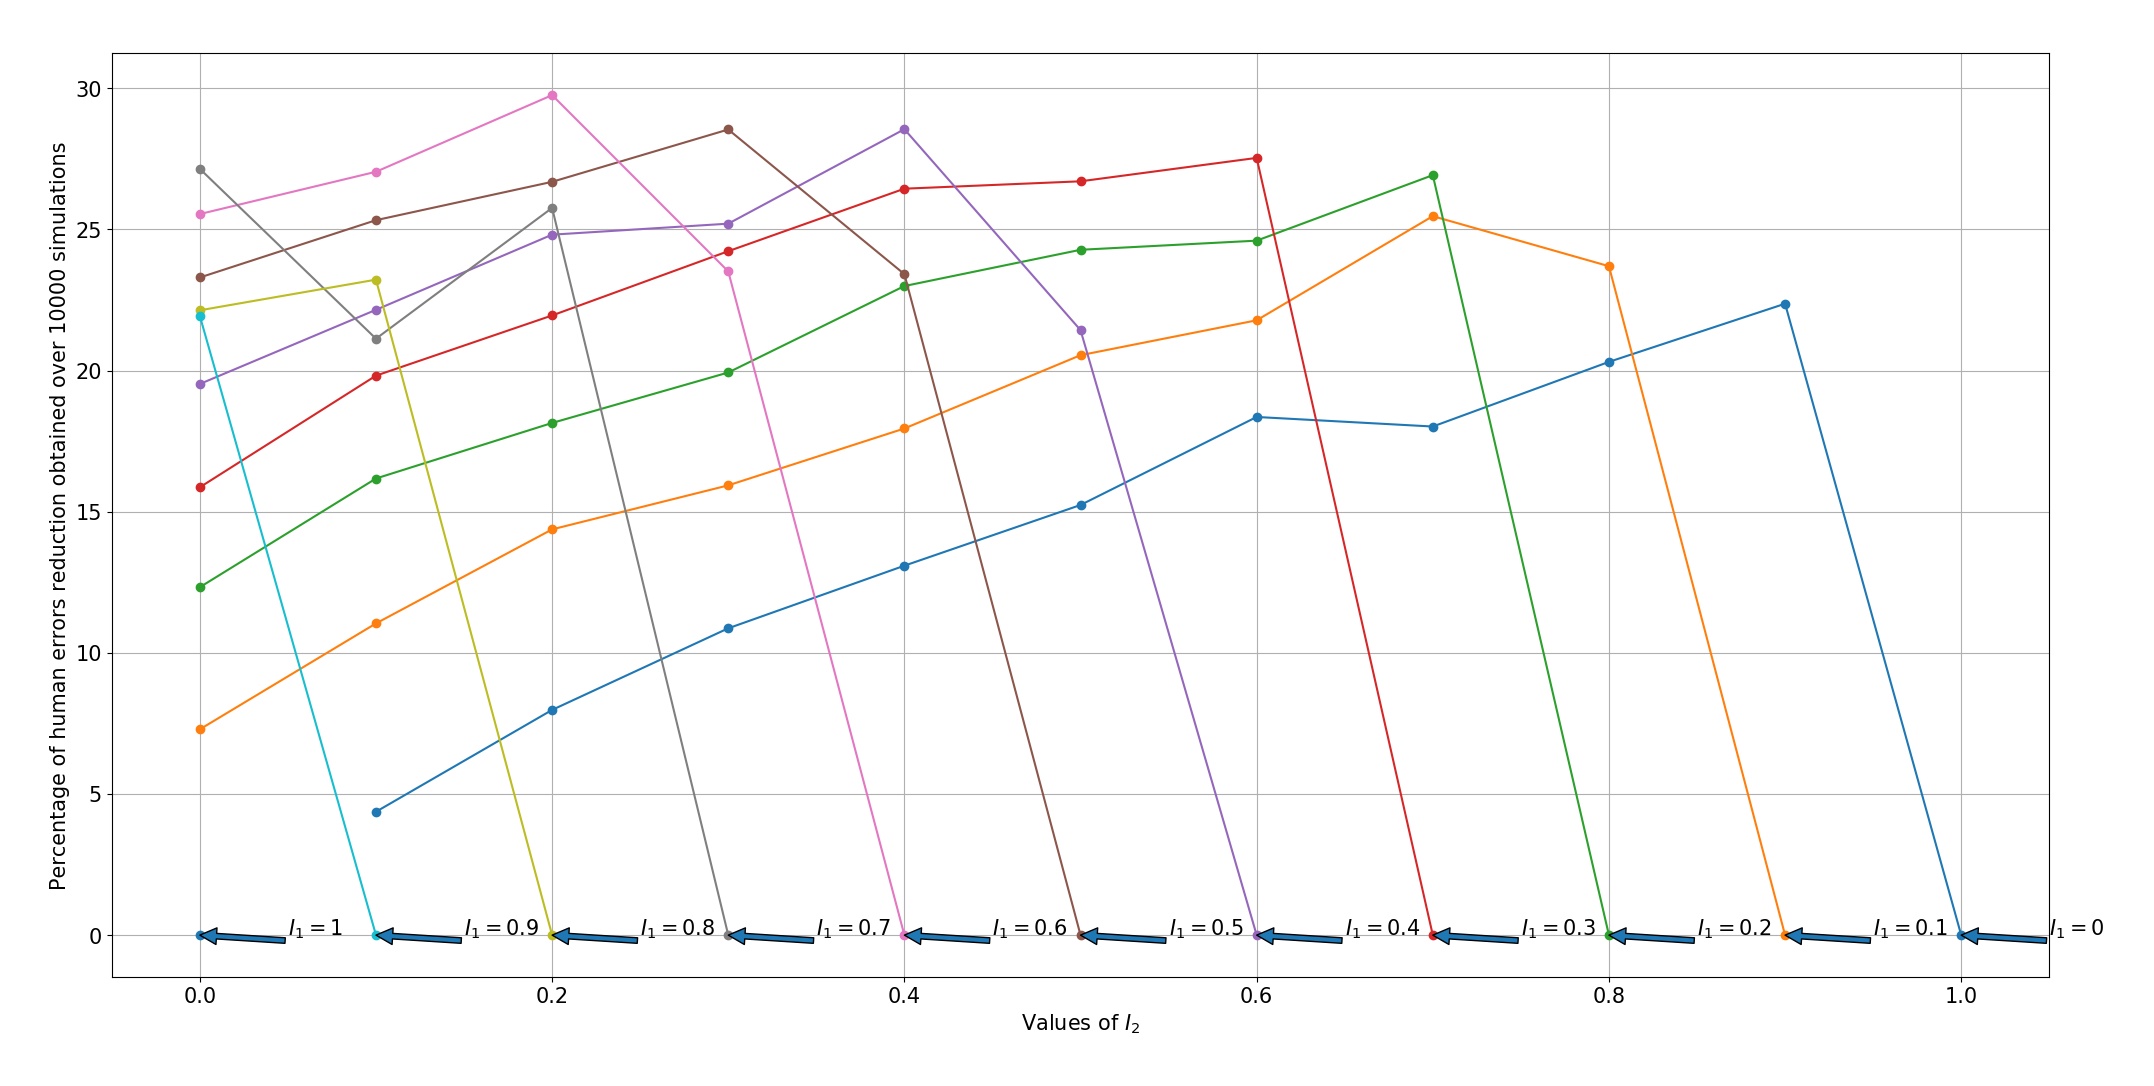 Percentage of human errors reduction obtained over 10000 simulations
30
25
20
15
10
5
0
I₁ = 1
I₁ = 0.9
I₁ = 0.8
I₁ = 0.7
I₁ = 0.6
I₁ = 0.5
I₁ = 0.4
I₁ = 0.3
I₁ = 0.2
I₁ = 0.1
I₁ = 0
0.0
0.2
0.4
0.6
0.8
1.0
Values of I₂